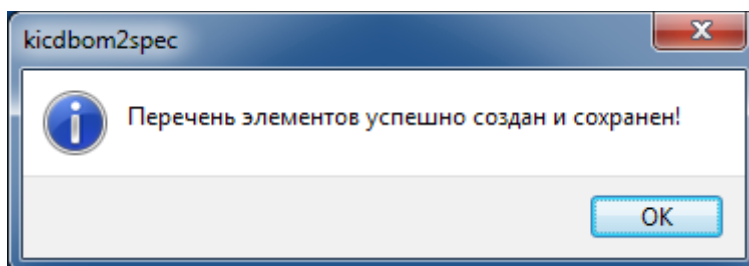 kicdbom2spec
Перечень элементов успешно создан и сохранен!
OK